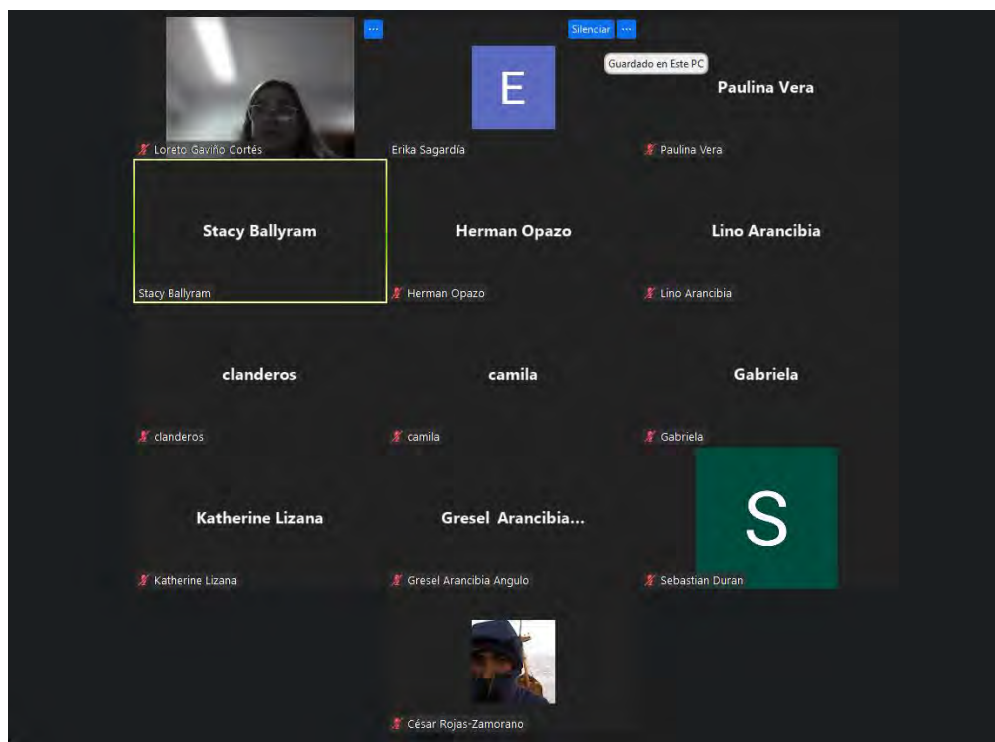 ...
Silenciar
...
Guardado en Este PC
E
Paulina Vera
Loreto Gaviño Cortés
Erika Sagardía
Paulina Vera
Stacy Ballyram
Herman Opazo
Lino Arancibia
Stacy Ballyram
Herman Opazo
Lino Arancibia
clanderos
camila
Gabriela
clanderos
camila
Gabriela
Katherine Lizana
Gresel Arancibia...
S
Katherine Lizana
Gresel Arancibia Angulo
Sebastian Duran
César Rojas-Zamorano